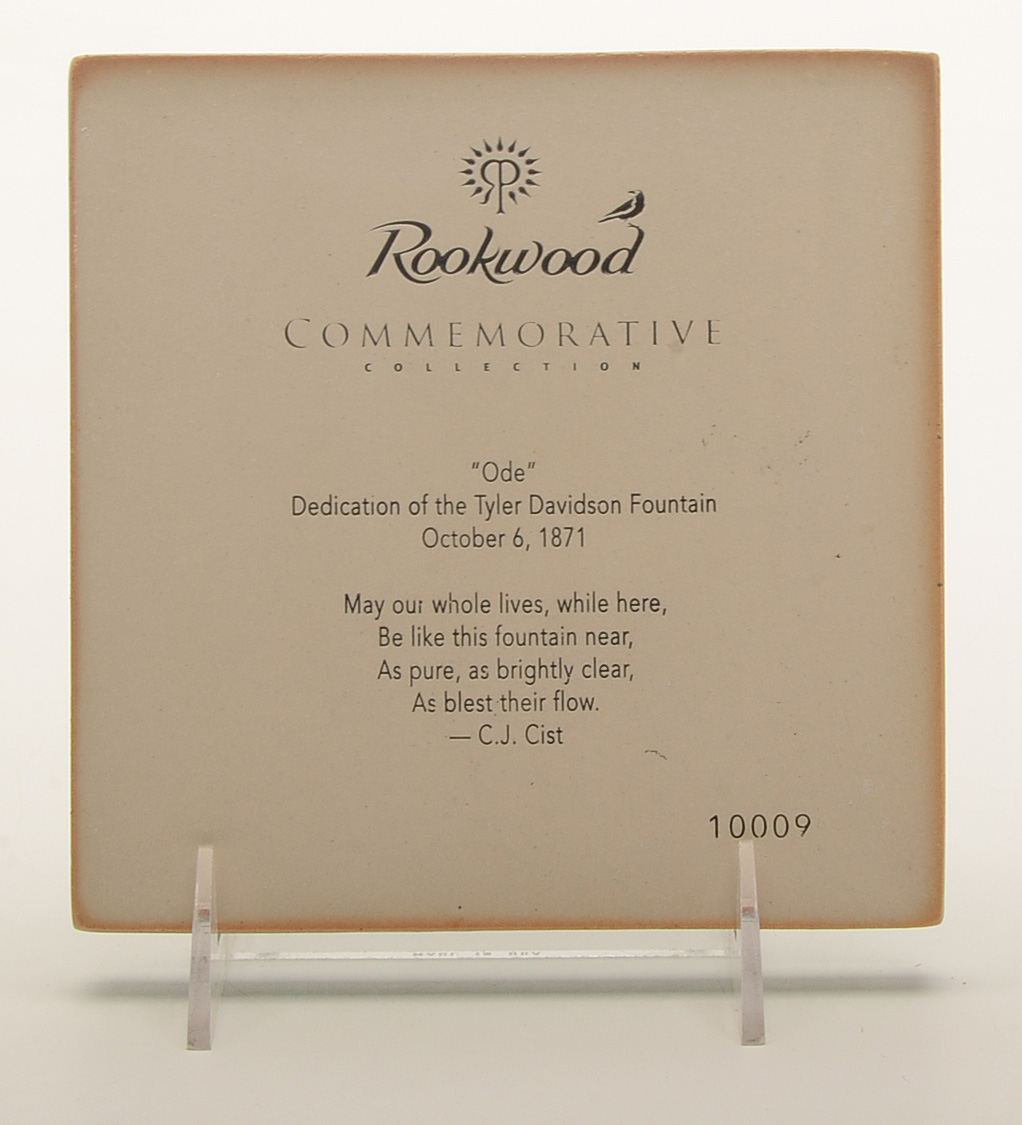 RP
Rookwood
COMMEMORATIVE
COLLECTION
"Ode"
Dedication of the Tyler Davidson Fountain
October 6, 1871
May our whole lives, while here,
Be like this fountain near,
As pure, as brightly clear,
As blest their flow.
— C.J. Cist
10009